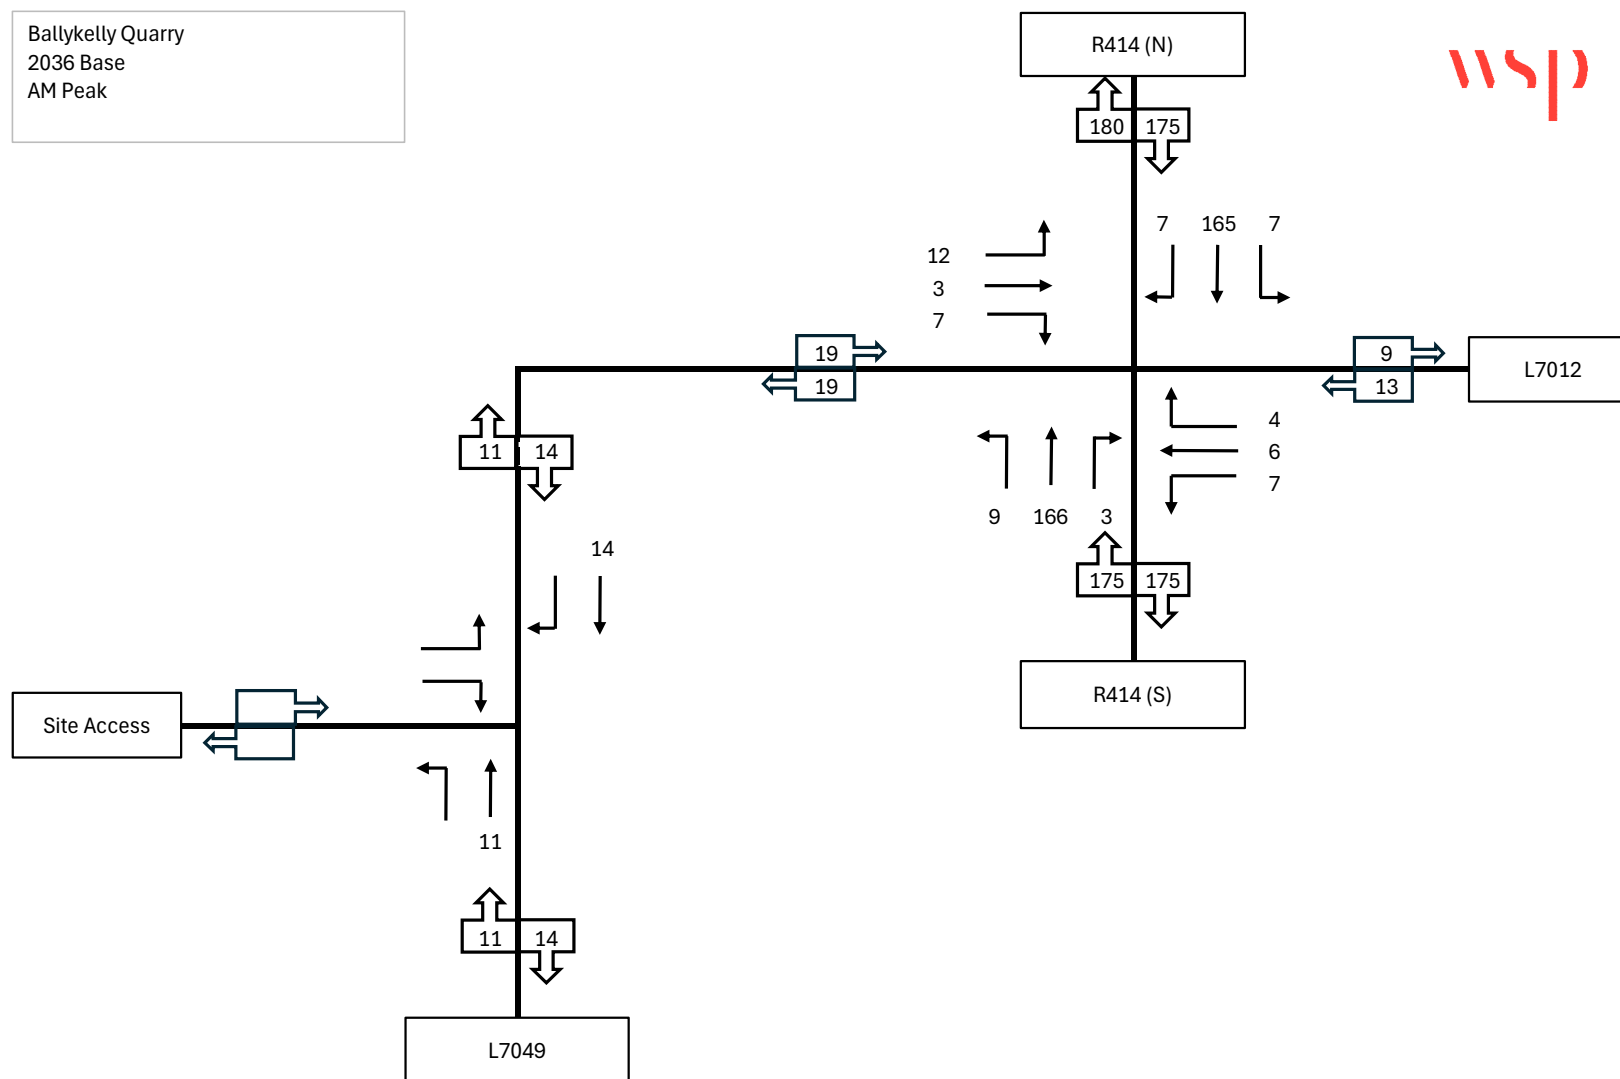 Ballykelly Quarry
2036 Base
AM Peak
R414 (N)
wsp
180 175
7 165 7
12
3
7
19
19
9
13
L7012
11 14
4
6
7
9 166 3
14
175 175
R414 (S)
Site Access
11
11 14
L7049